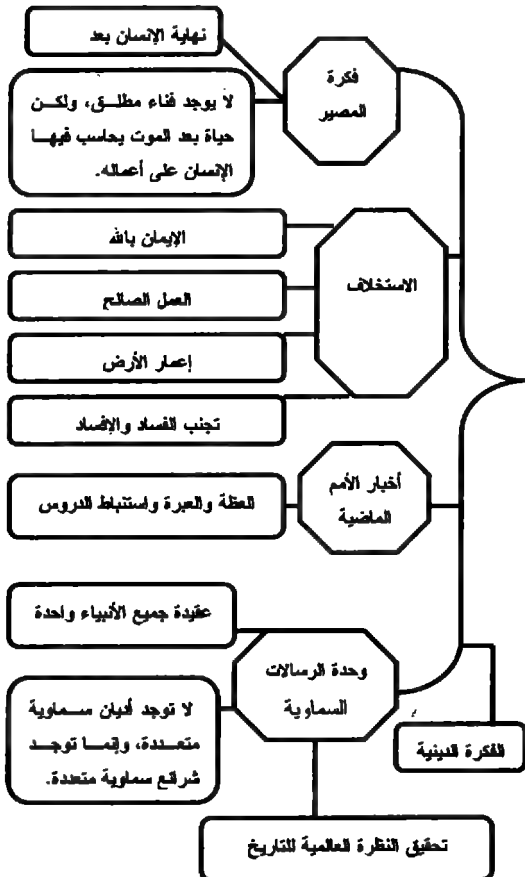 نهاية الإنسان بعد
فكرة
المصير
لا يوجد فناء مطلق، ولكن
حياة بعد الموت يحاسب فيها
الإنسان على أعماله.
الاستخلاف
الإيمان بالله
العمل الصالح
إعمار الأرض
تجنب الفساد والإفساد
أخبار الأمم
الماضية
للعظة والعبرة واستنباط الدروس
عقيدة جميع الأنبياء واحدة
وحدة الرسالات
السماوية
لا توجد أديان سماوية
متعددة، وإنما توجد
شرائع سماوية متعددة.
الفكرة الدينية
تحقيق النظرة العالمية للتاريخ